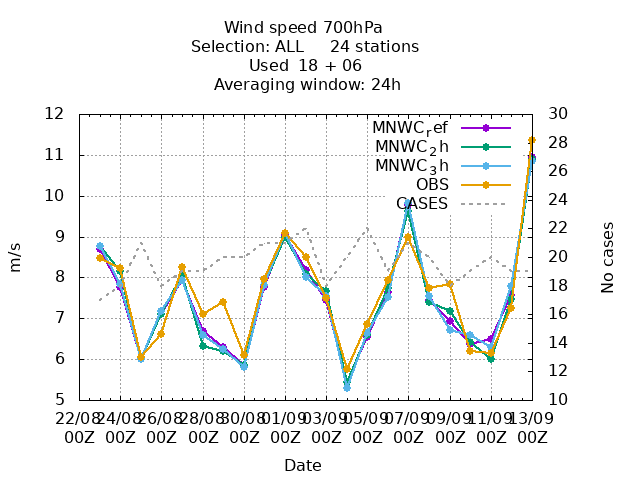 Wind speed 700hPa
Selection: ALL 24 stations
Used 18 + 06
Averaging window: 24h
m/s
12
11
10
9
8
7
6
5
30
28
26
24
22
20
18
16
14
12
10
No cases
MNWC_ref
MNWC_2h
MNWC_3h
OBS
CASES
22/08 24/08 26/08 28/08 30/08 01/09 03/09 05/09 07/09 09/09 11/09 13/09
00Z 00Z 00Z 00Z 00Z 00Z 00Z 00Z 00Z 00Z 00Z 00Z
Date